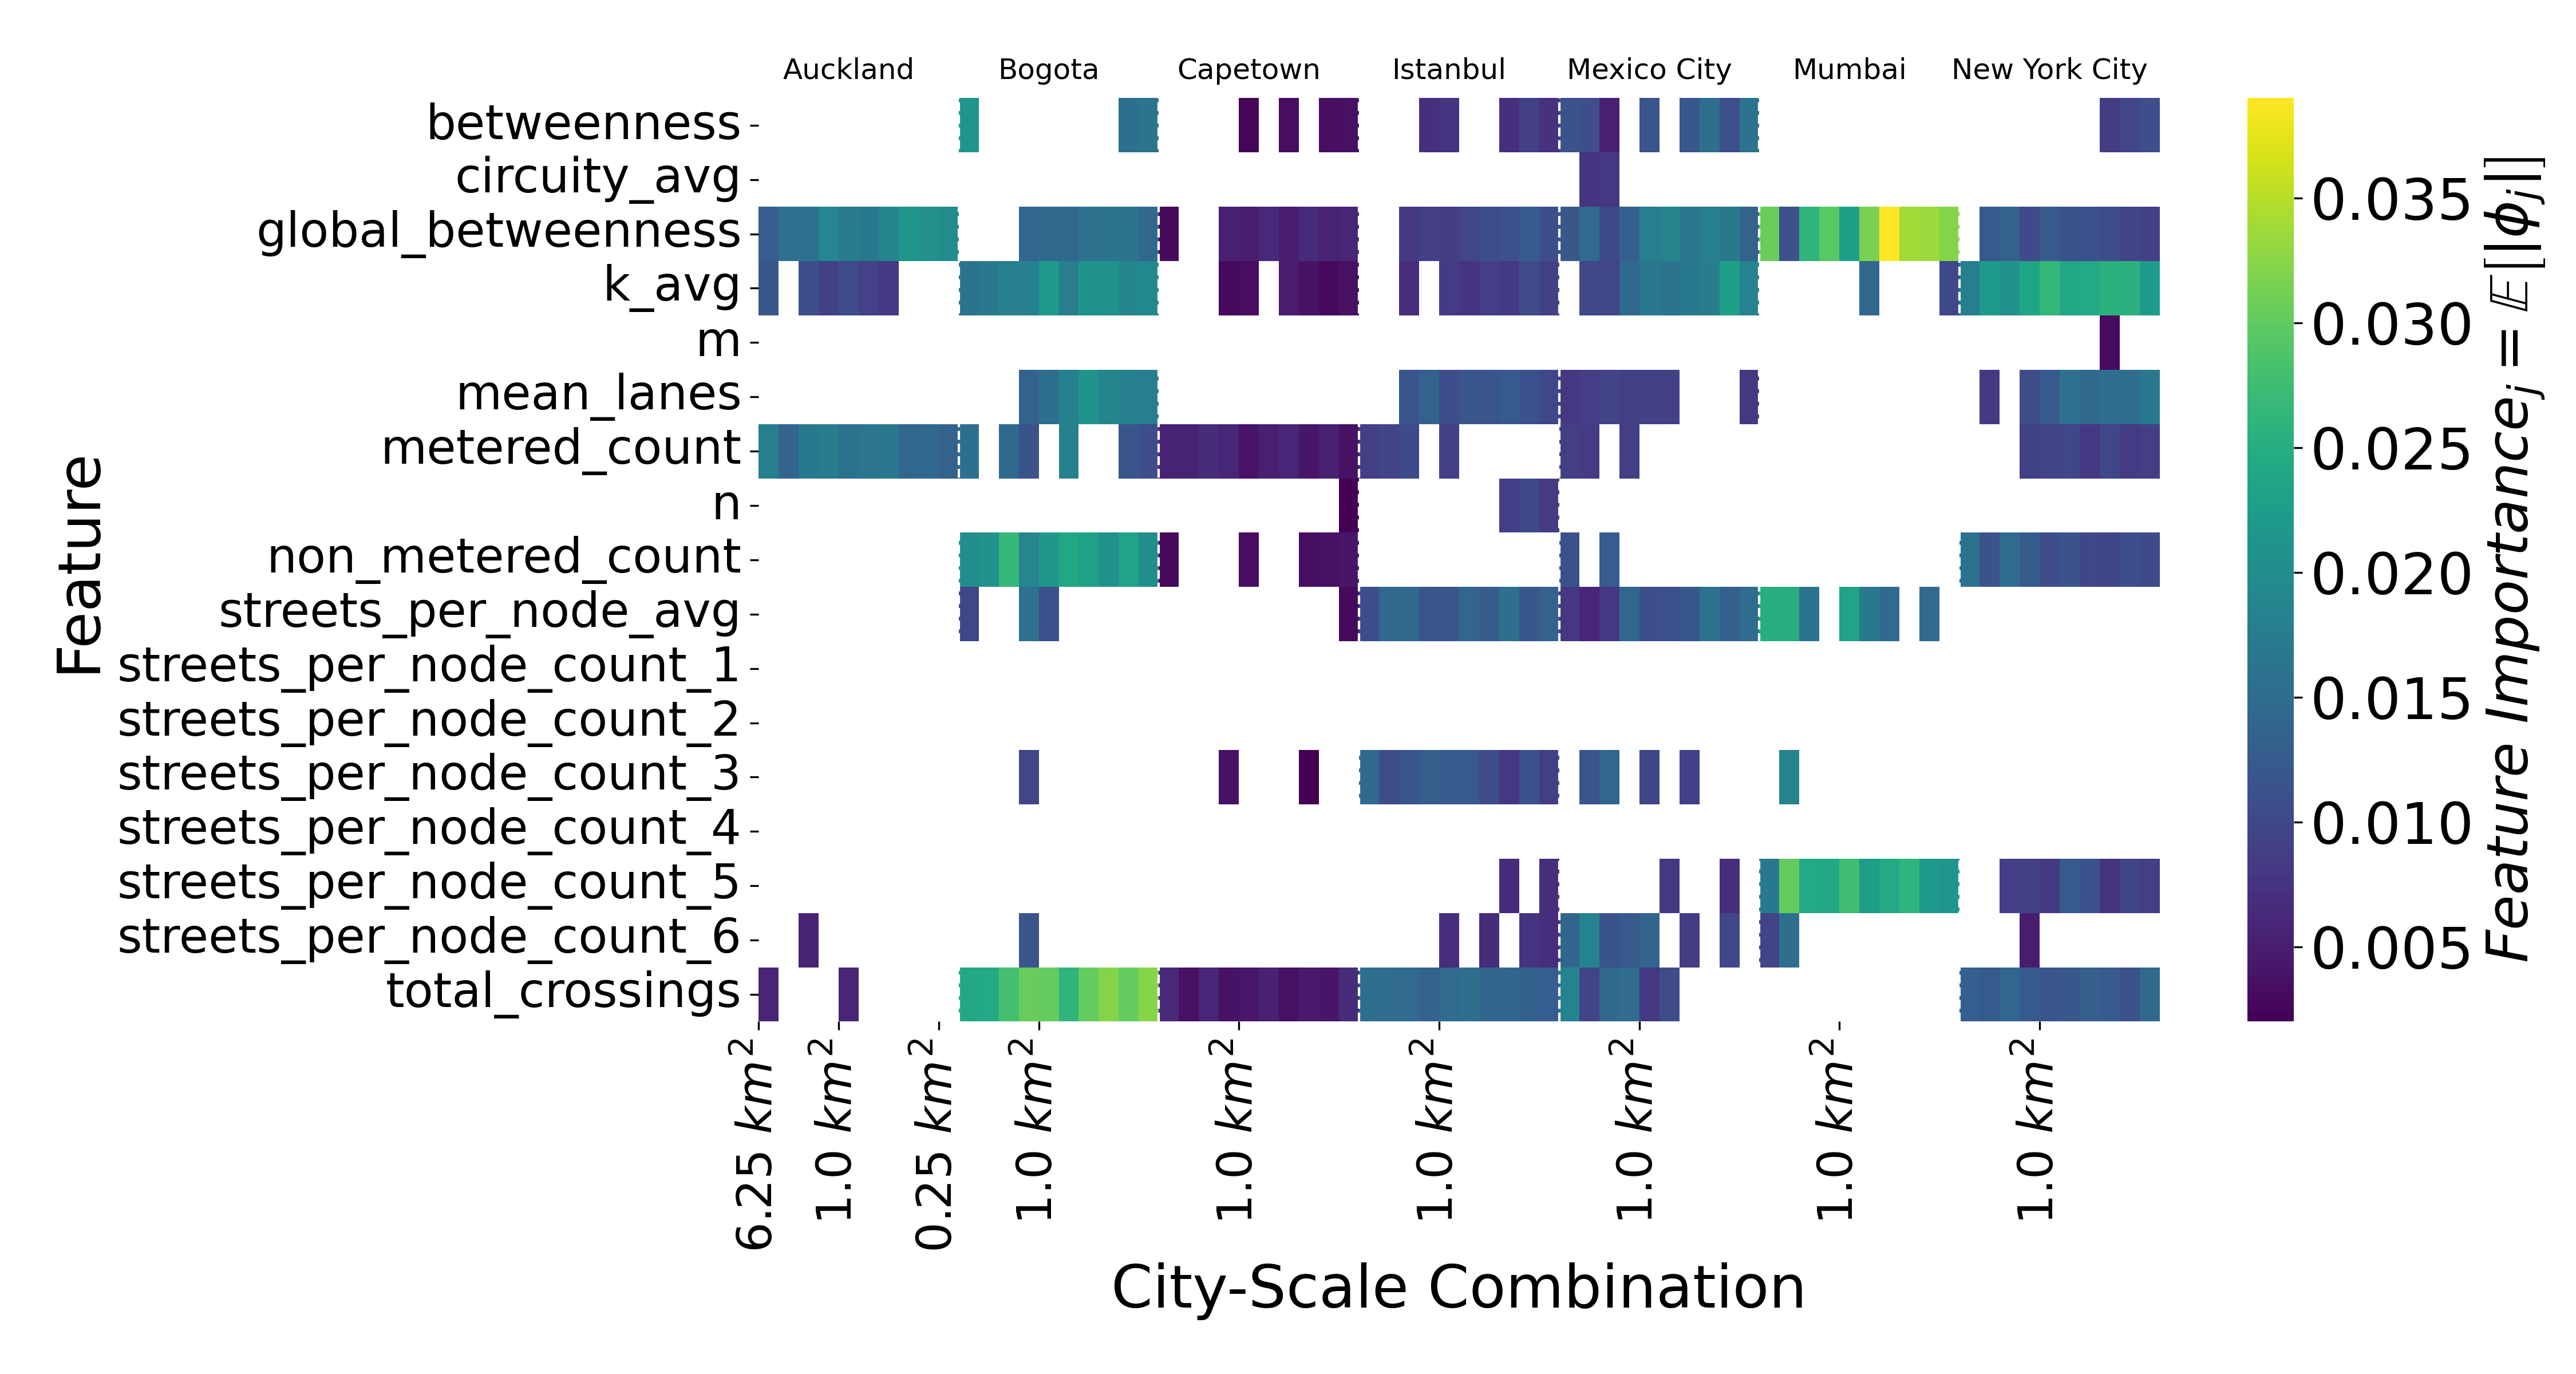 Auckland Bogota Capetown Istanbul Mexico City Mumbai New York City
Feature
betweenness
circuity_avg
global_betweenness
k_avg
m
mean_lanes
metered_count
n
non_metered_count
streets_per_node_avg
streets_per_node_count_1
streets_per_node_count_2
streets_per_node_count_3
streets_per_node_count_4
streets_per_node_count_5
streets_per_node_count_6
total_crossings
6.25 km²
1.0 km²
0.25 km²
1.0 km²
1.0 km²
1.0 km²
1.0 km²
1.0 km²
1.0 km²
City-Scale Combination
0.035
0.030
0.025
0.020
0.015
0.010
0.005
Feature Importance_j = 𝔼[||ϕ_j||]